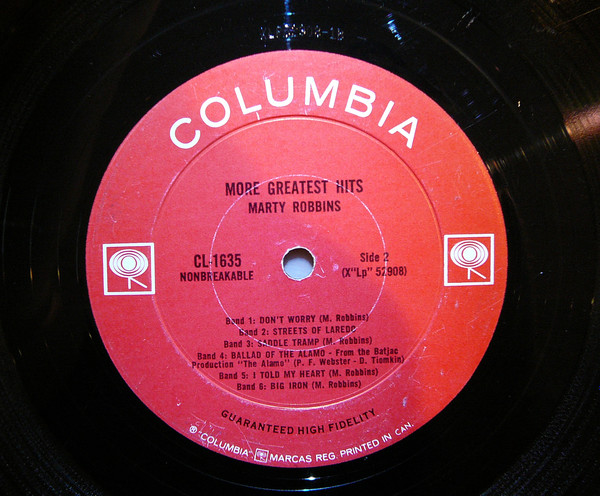 COLUMBIA
MORE GREATEST HITS
MARTY ROBBINS
CL-1635
NONBREAKABLE
Side 2
(X"Lp" 52908)
Band 1: DON'T WORRY (M. Robbins)
Band 2: STREETS OF LAREDO
Band 3: SADDLE TRAMP (M. Robbins)
Band 4: BALLAD OF THE ALAMO - From the Batjac
Production "The Alamo" (P. F. Webster - D. Tiomkin)
Band 5: I TOLD MY HEART (M. Robbins)
Band 6: BIG IRON (M. Robbins)
GUARANTEED HIGH FIDELITY
® "COLUMBIA" MARCAS REG. PRINTED IN CAN.